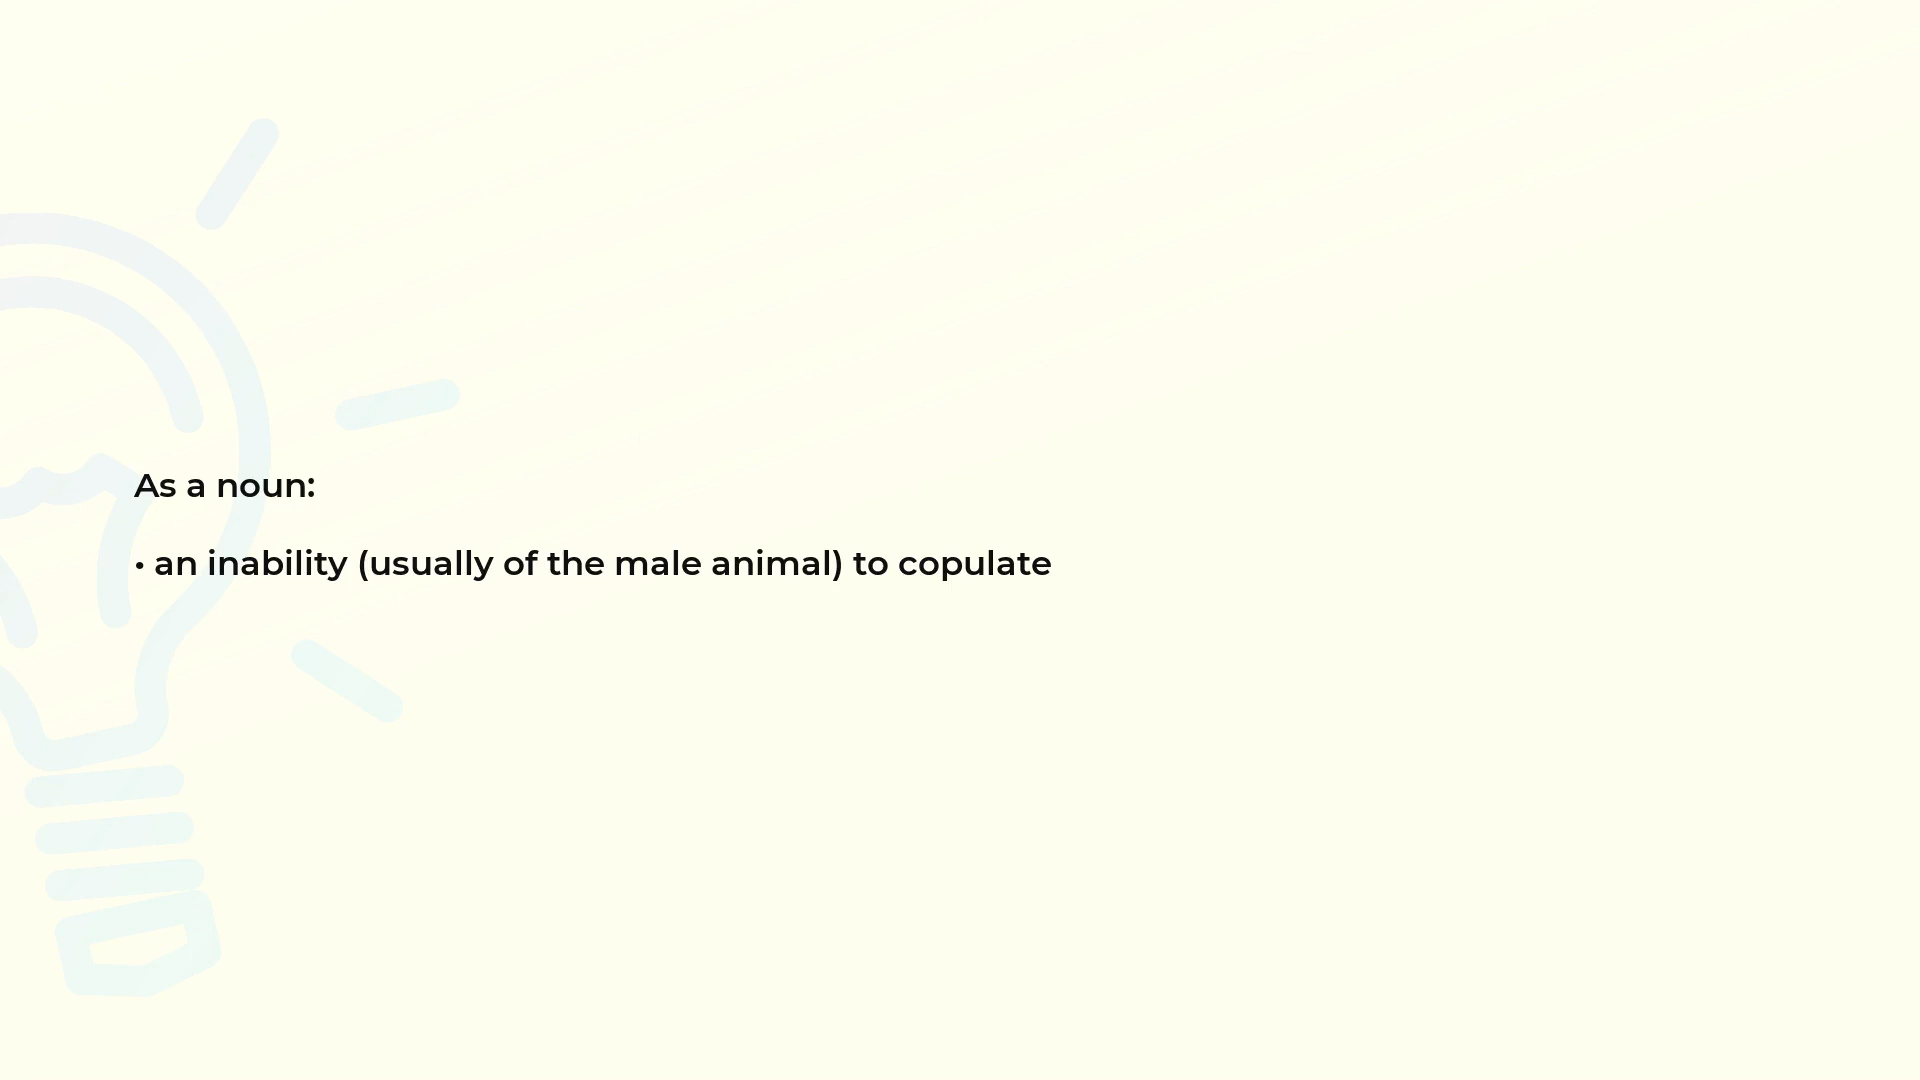 As a noun:
• an inability (usually of the male animal) to copulate